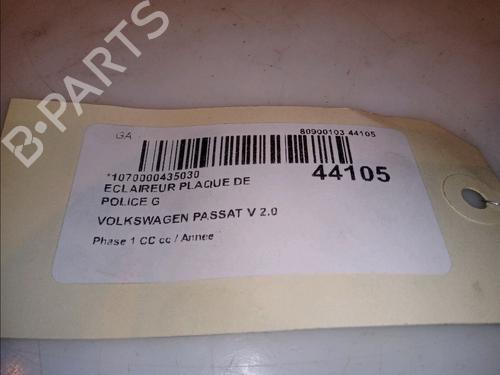 B-PARTS
GA
80900103 44105
*1070000435030
44105
ECLAIREUR PLAQUE DE
POLICE G
VOLKSWAGEN PASSAT V 2.0
Phase 1 CC cc / Annee